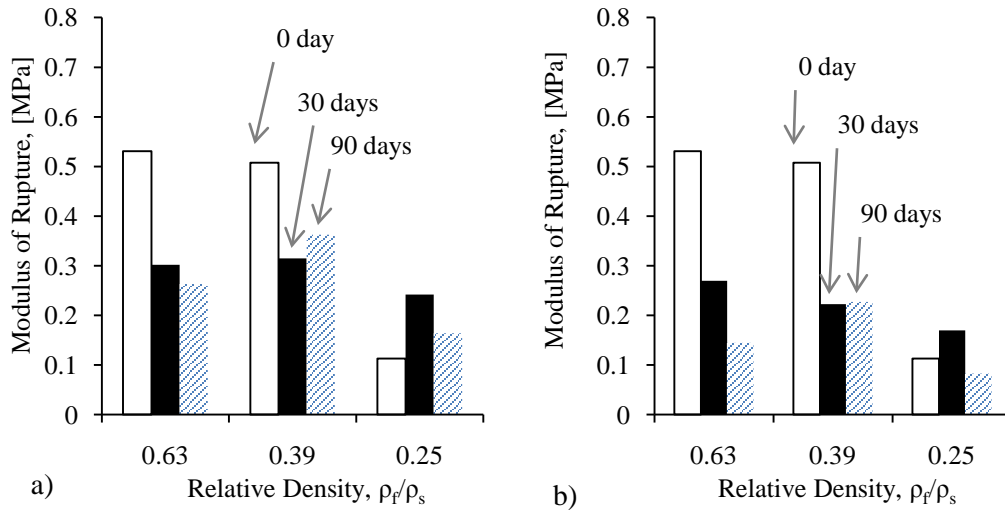 0.8
0.7
0.6
0.5
0.4
0.3
0.2
0.1
0
Modulus of Rupture, [MPa]
0 day
30 days
90 days
0.63 0.39 0.25
Relative Density, ρf/ρs
a)
0.8
0.7
0.6
0.5
0.4
0.3
0.2
0.1
0
Modulus of Rupture, [MPa]
0 day
30 days
90 days
0.63 0.39 0.25
Relative Density, ρf/ρs
b)